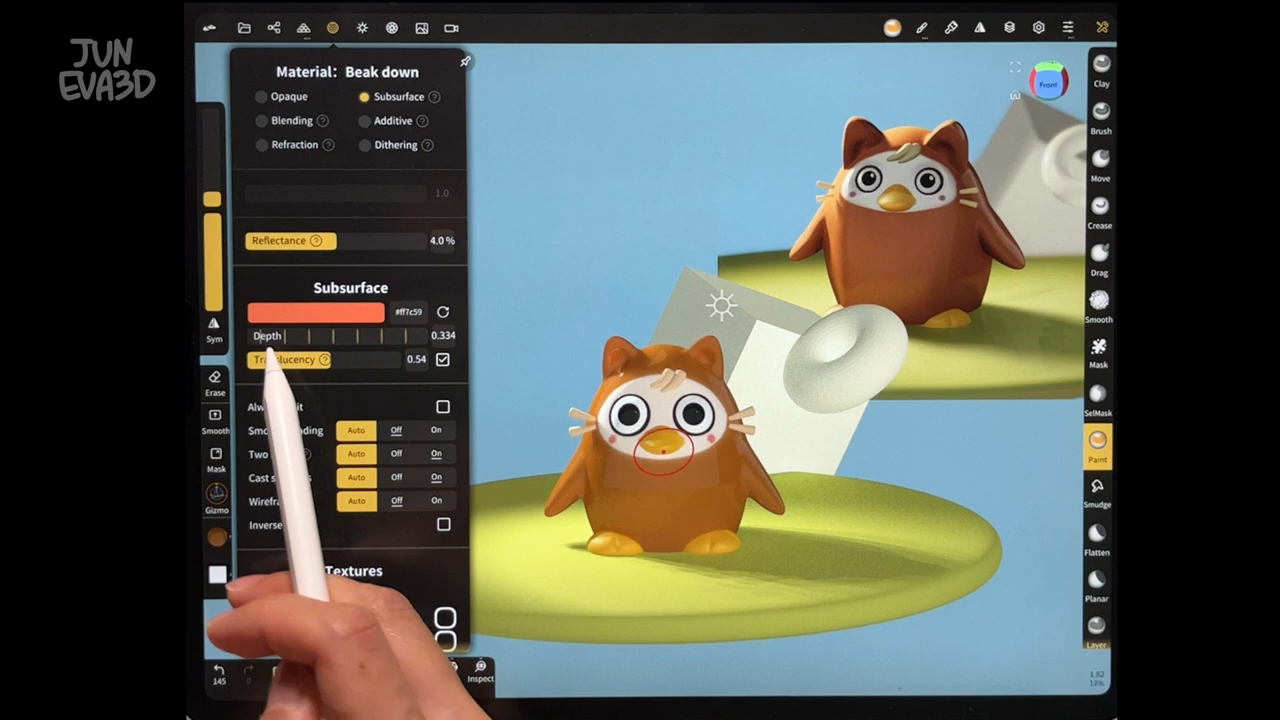 JUN
EVA3D
Material: Beak down
Opaque
Subsurface ?
Blending ?
Additive ?
Refraction ?
Dithering ?
1.0
Reflectance ?
4.0 %
Subsurface
#ff7c59
Depth
0.334
Translucency ?
0.54
Auto Off On
Auto Off On
Auto Off On
Auto Off On
Inverse
Textures
Sym
Erase
Smooth
Mask
Gizmo
145
0
Inspect
Front
Clay
Brush
Move
Crease
Drag
Smooth
Mask
SelMask
Paint
Smudge
Flatten
Planar
Layer
1.82
13%